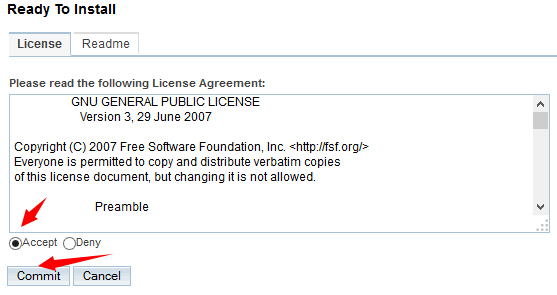 Ready To Install
License Readme
Please read the following License Agreement:
GNU GENERAL PUBLIC LICENSE
Version 3, 29 June 2007
Copyright (C) 2007 Free Software Foundation, Inc. <http://fsf.org/>
Everyone is permitted to copy and distribute verbatim copies
of this license document, but changing it is not allowed.
Preamble
Accept Deny
Commit Cancel